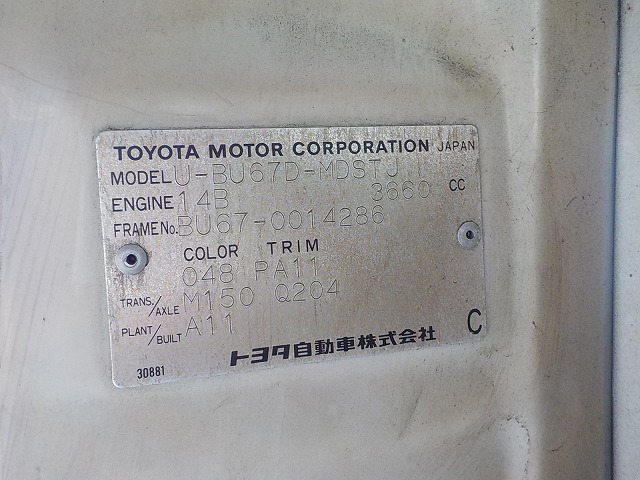 TOYOTA MOTOR CORPORATION JAPAN
MODEL U-BU67D-MDSTJ
ENGINE 14B 3660 CC
FRAME No. BU67-0014286
COLOR TRIM
048 PA11
TRANS./AXLE M150 Q204
PLANT/BUILT A11
トヨタ自動車株式会社 C
30881